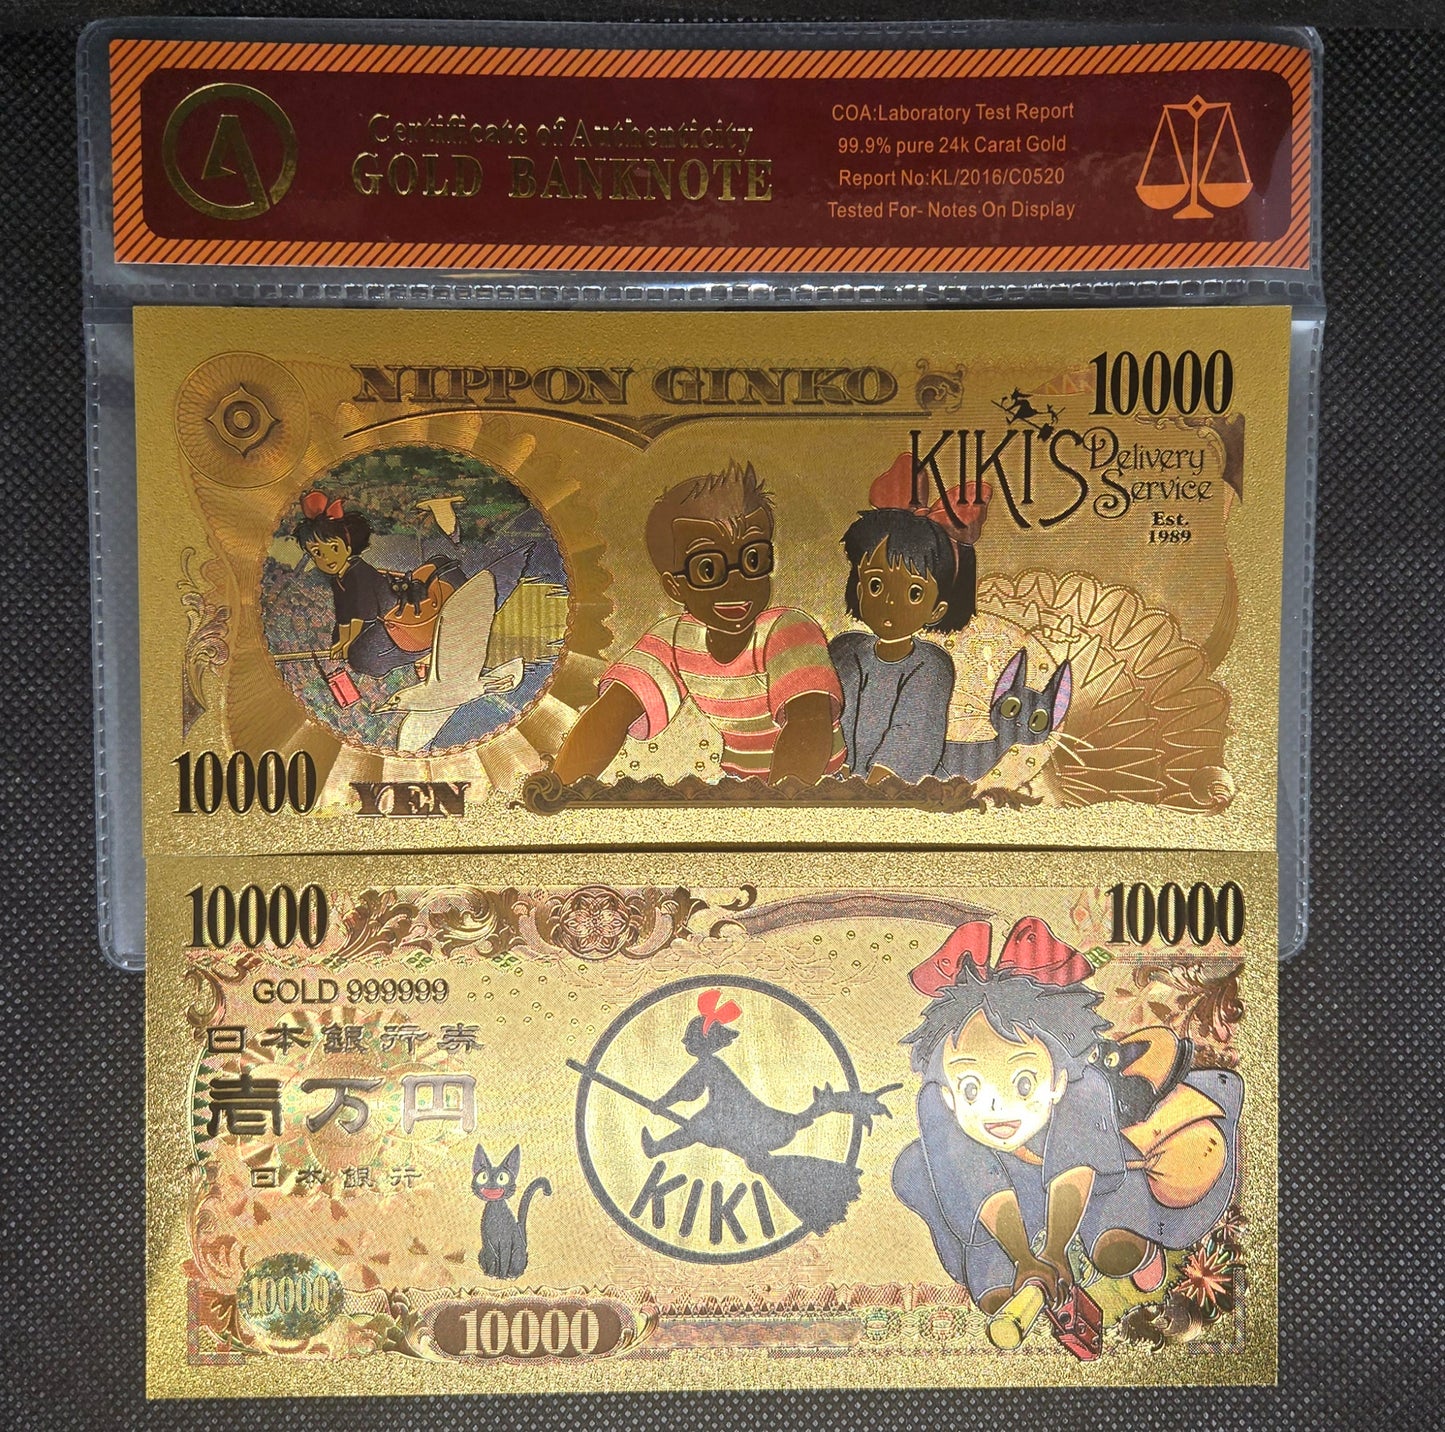 Certificate of Authenticity
GOLD BANKNOTE
COA:Laboratory Test Report
99.9% pure 24k Carat Gold
Report No:KL/2016/C0520
Tested For- Notes On Display
NIPPON GINKO
10000
KIKI'S Delivery Service
Est.
1989
10000
YEN
10000
10000
GOLD 999999
日本銀行券
壱万円
日本銀行
KIKI
10000
10000